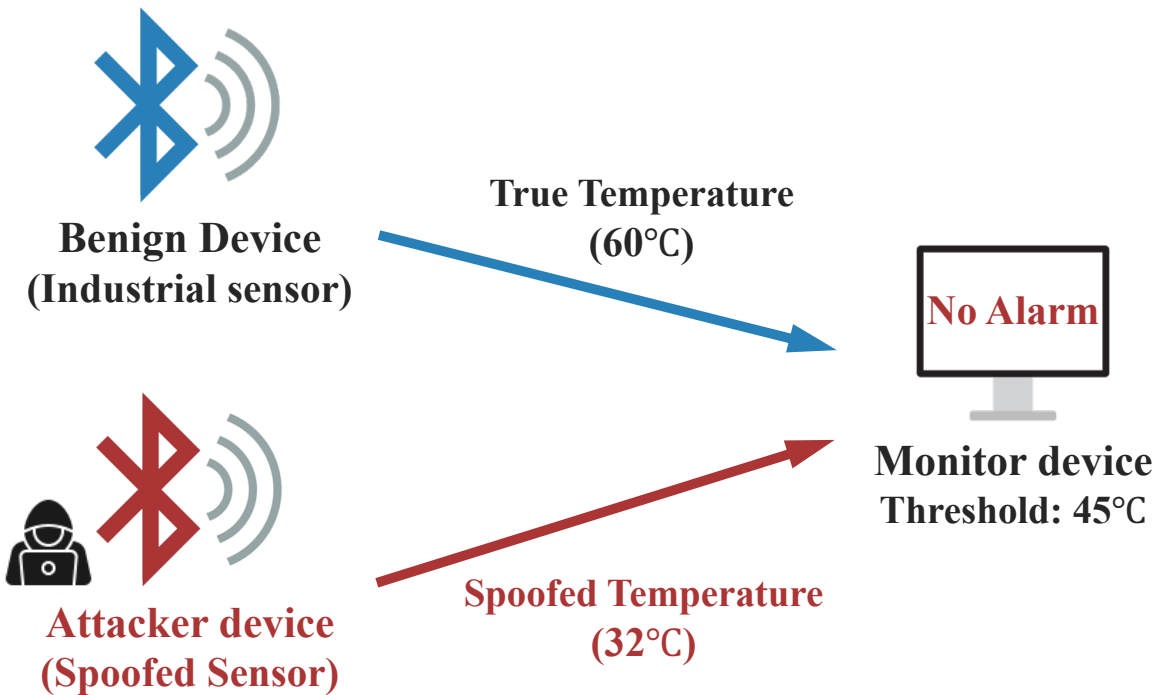 True Temperature
(60℃)
Benign Device
(Industrial sensor)
No Alarm
Monitor device
Threshold: 45℃
Spoofed Temperature
(32℃)
Attacker device
(Spoofed Sensor)